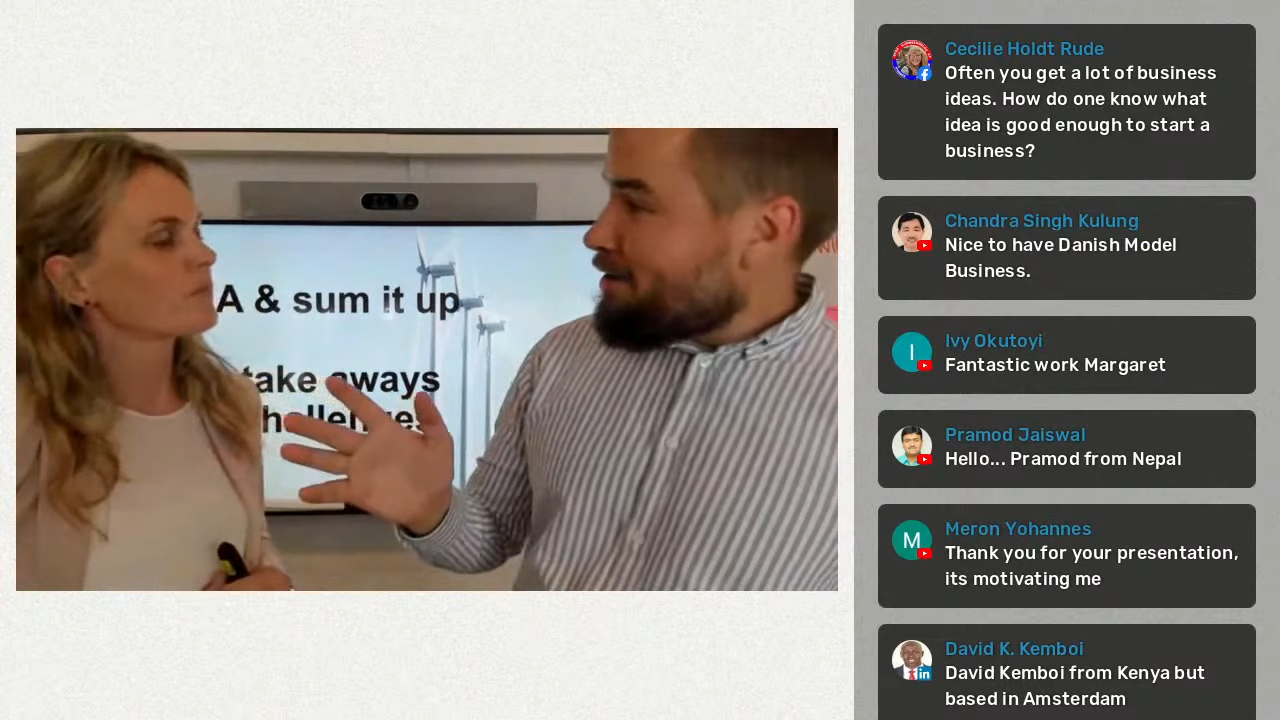 A & sum it up
take aways
Cecilie Holdt Rude
Often you get a lot of business
ideas. How do one know what
idea is good enough to start a
business?
Chandra Singh Kulung
Nice to have Danish Model
Business.
I
Ivy Okutoyi
Fantastic work Margaret
Pramod Jaiswal
Hello... Pramod from Nepal
M
Meron Yohannes
Thank you for your presentation,
its motivating me
David K. Kemboi
David Kemboi from Kenya but
based in Amsterdam